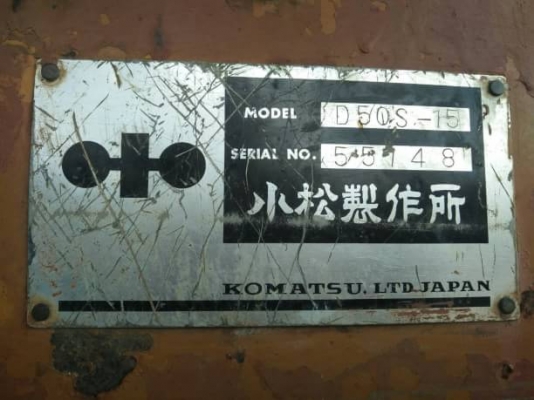 MODEL D50S-15
SERIAL NO. 55148
小松製作所
KOMATSU, LTD. JAPAN